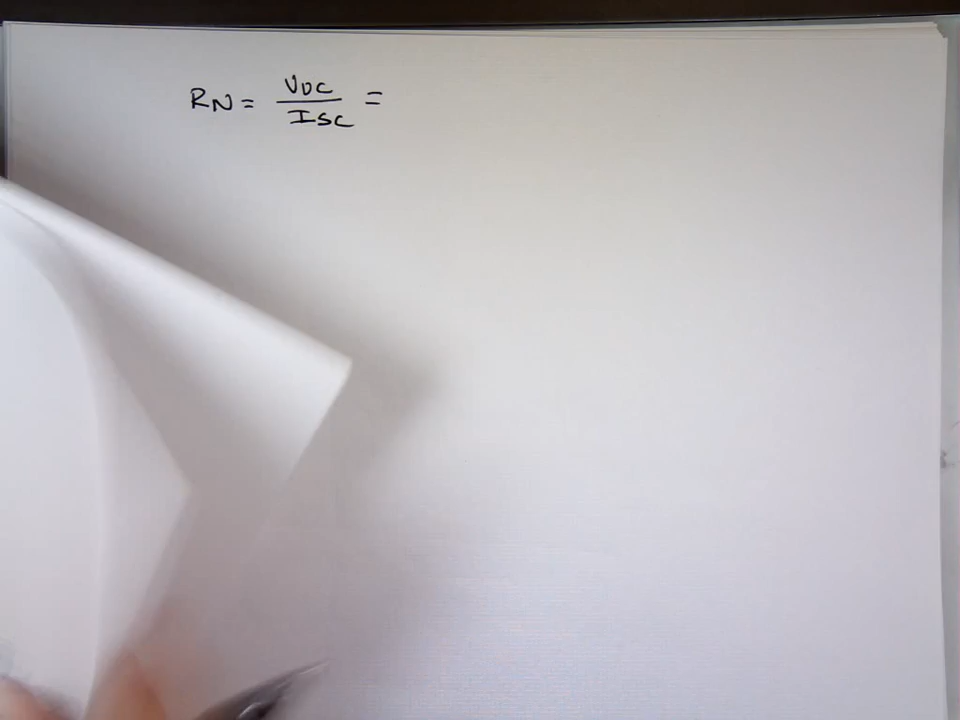 RN = VOC / ISC =